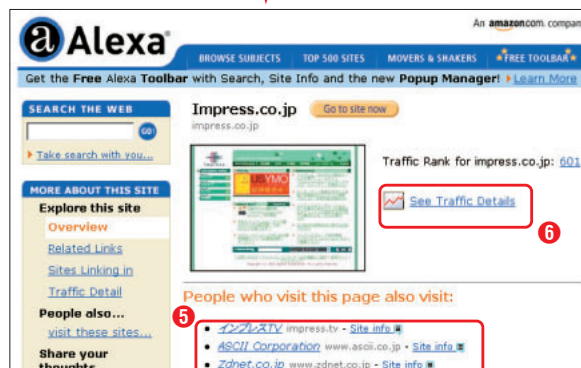 An amazon.com. compan
Alexa
BROWSE SUBJECTS TOP 500 SITES MOVERS & SHAKERS FREE TOOLBAR
Get the Free Alexa Toolbar with Search, Site Info and the new Popup Manager! Learn More
SEARCH THE WEB
GO!
Take search with you...
Impress.co.jp Go to site now
impress.co.jp
Traffic Rank for impress.co.jp: 601
See Traffic Details
6
MORE ABOUT THIS SITE
Explore this site
Overview
Related Links
Sites Linking in
Traffic Detail
People also...
visit these sites...
Share your
thoughts
People who visit this page also visit:
5
• インプレスTV impress.tv - Site info
• ASCII Corporation www.ascii.co.jp - Site info
• Zdnet.co.jp www.zdnet.co.jp - Site info